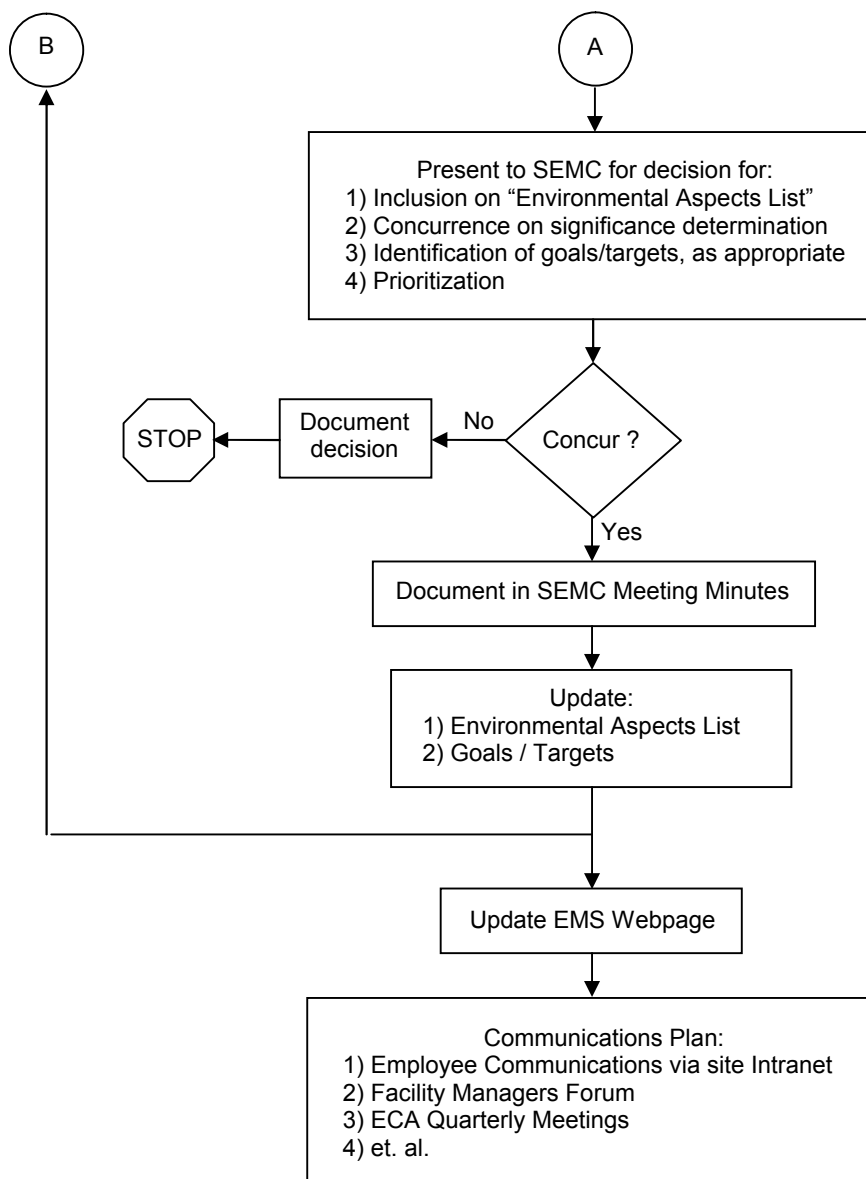 B
A
Present to SEMC for decision for:
1) Inclusion on “Environmental Aspects List”
2) Concurrence on significance determination
3) Identification of goals/targets, as appropriate
4) Prioritization
STOP
Document
decision
No
Concur ?
Yes
Document in SEMC Meeting Minutes
Update:
1) Environmental Aspects List
2) Goals / Targets
Update EMS Webpage
Communications Plan:
1) Employee Communications via site Intranet
2) Facility Managers Forum
3) ECA Quarterly Meetings
4) et. al.